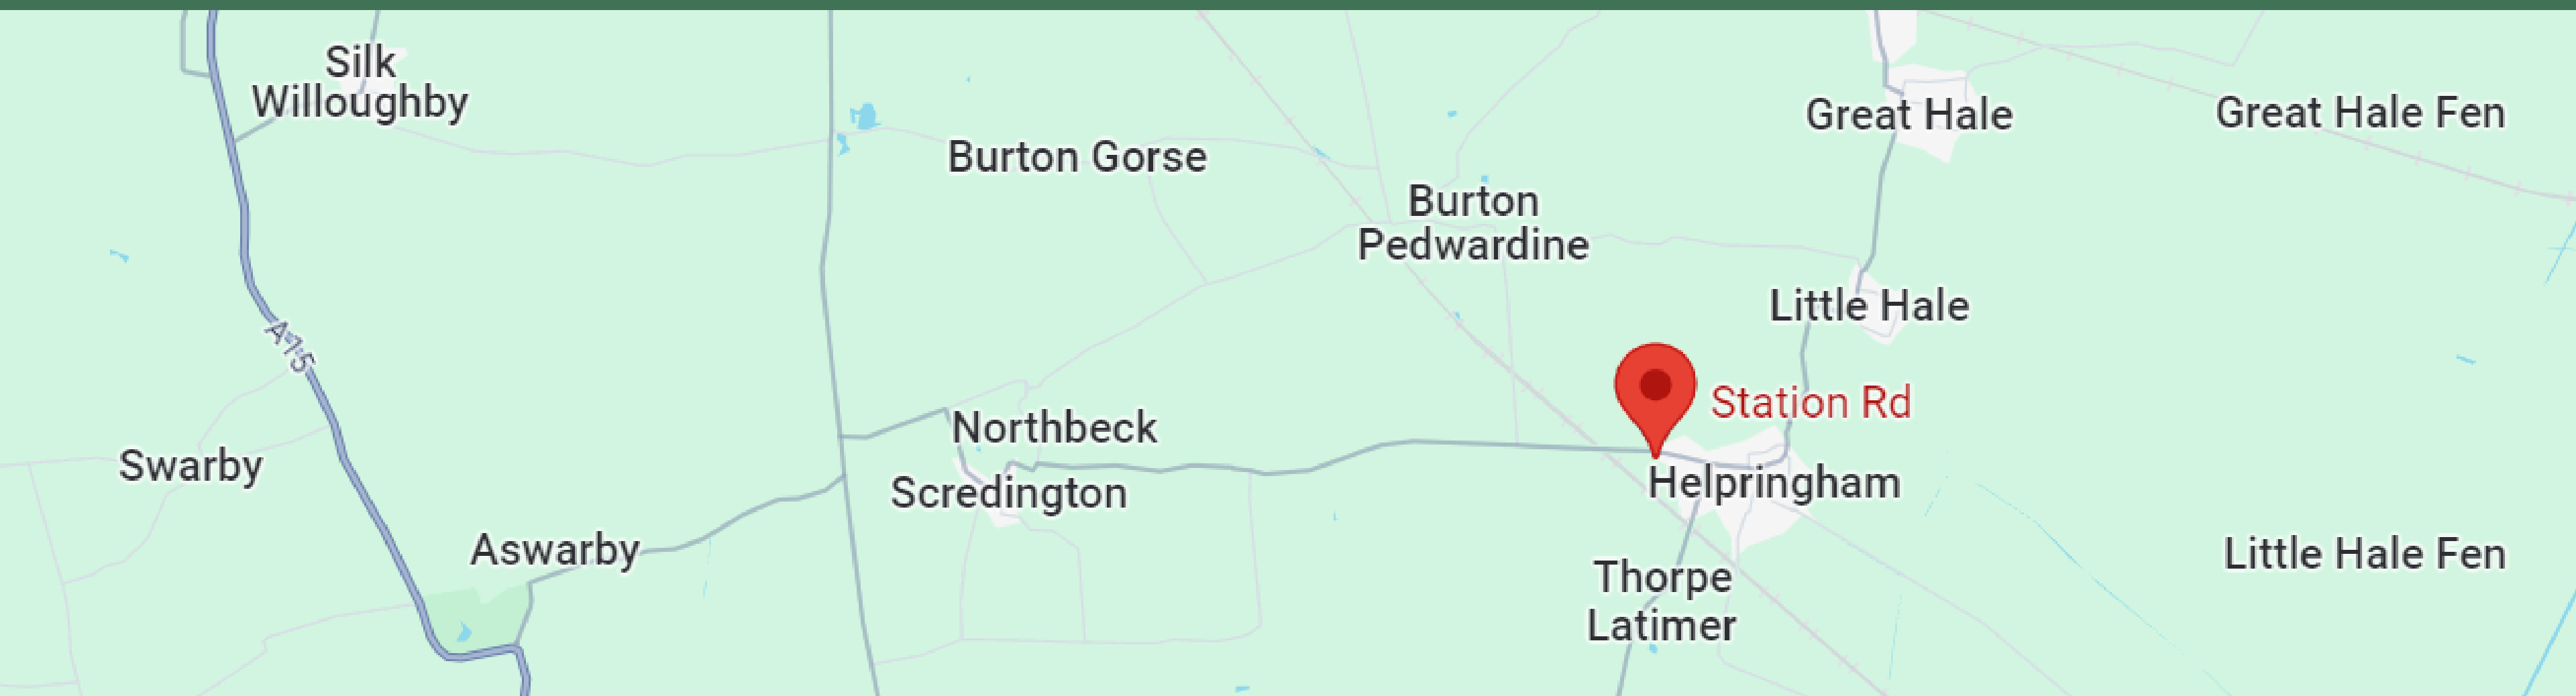 Silk
Willoughby
Great Hale
Great Hale Fen
Burton Gorse
Burton
Pedwardine
Little Hale
A15
Station Rd
Northbeck
Swarby
Scredington
Helpringham
Aswarby
Little Hale Fen
Thorpe
Latimer